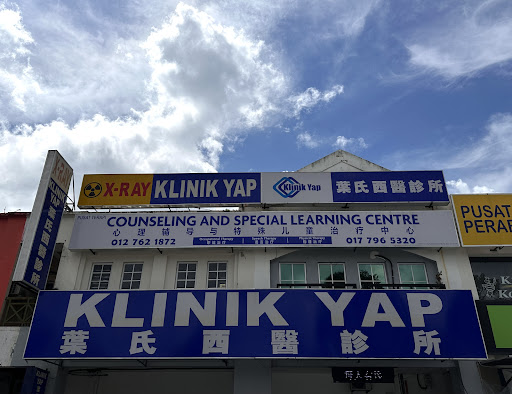 X-RAY KLINIK YAP Klinik Yap 葉氏西醫診所
COUNSELING AND SPECIAL LEARNING CENTRE
心理辅导与特殊儿童治疗中心
012 762 1872
017 796 5320
KLINIK YAP
葉氏西醫診所
PUSAT
PERAB